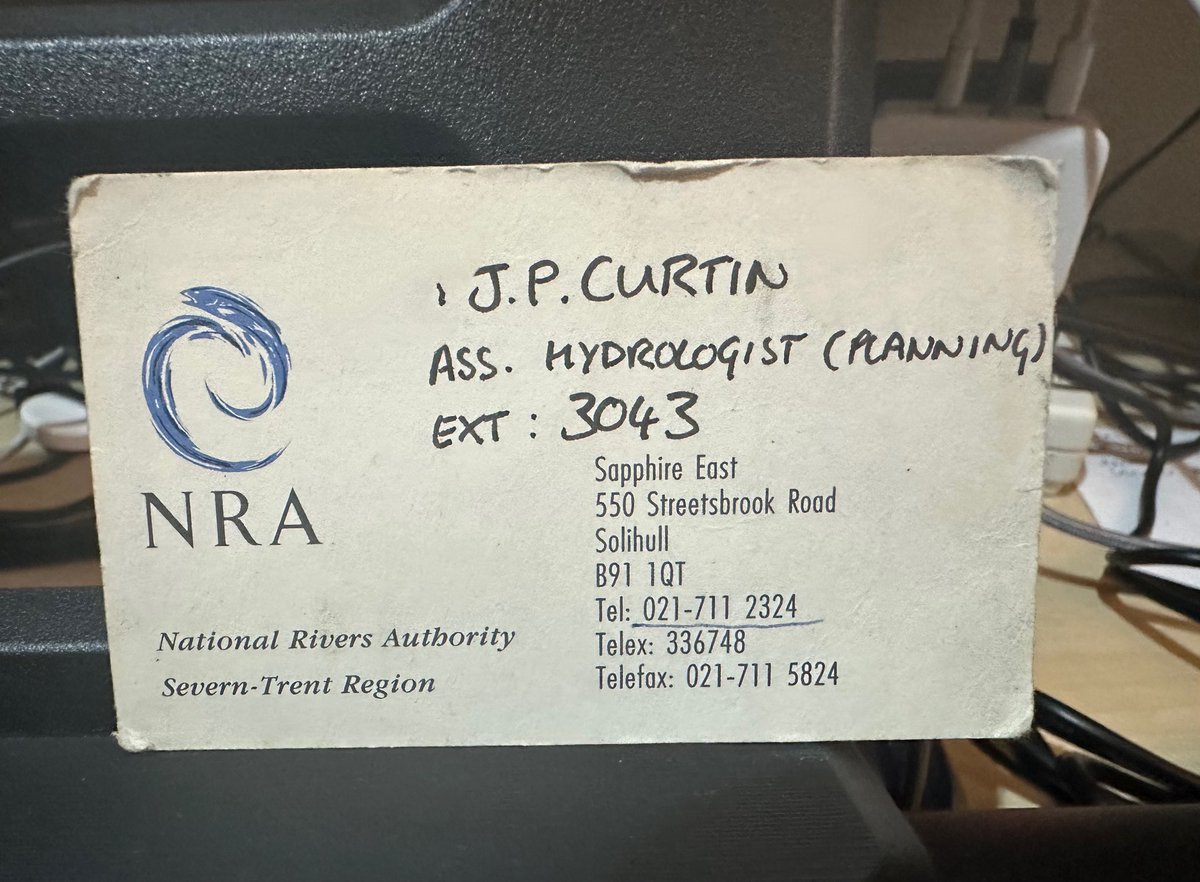 J.P. CURTIN
ASS. HYDROLOGIST (PLANNING)
EXT : 3043
NRA
National Rivers Authority
Severn-Trent Region
Sapphire East
550 Streetsbrook Road
Solihull
B91 1QT
Tel: 021-711 2324
Telex: 336748
Telefax: 021-711 5824